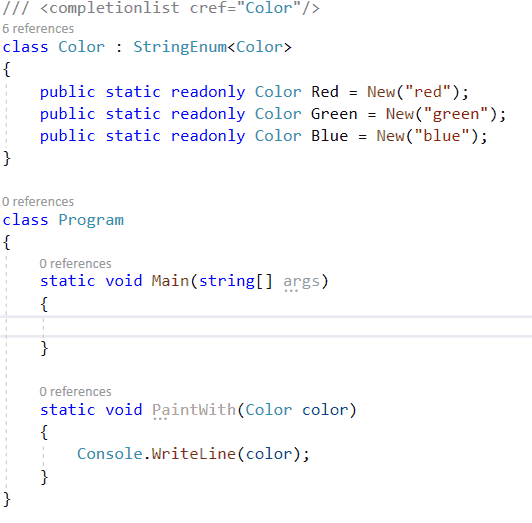 /// <completionlist cref="Color"/>
6 references
class Color : StringEnum<Color>
{
    public static readonly Color Red = New("red");
    public static readonly Color Green = New("green");
    public static readonly Color Blue = New("blue");
}
0 references
class Program
{
    0 references
    static void Main(string[] args)
    {
    }
    0 references
    static void PaintWith(Color color)
    {
        Console.WriteLine(color);
    }
}